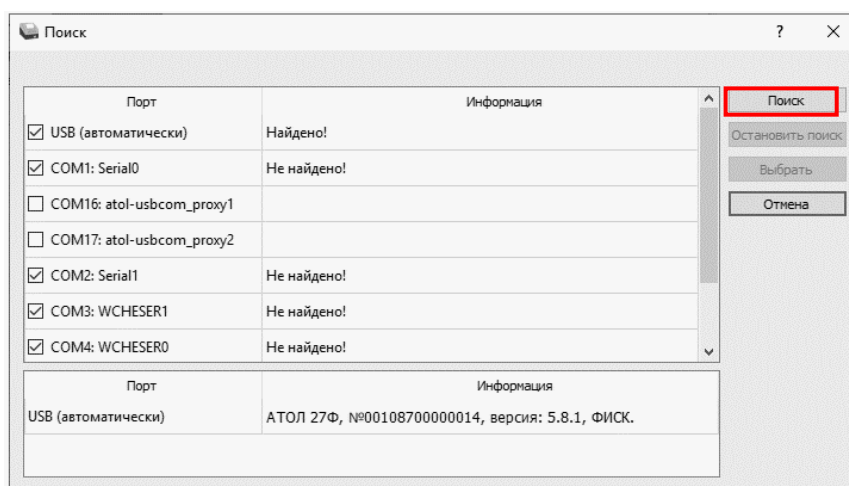 Поиск
?
Порт Информация
USB (автоматически) Найдено!
COM1: Serial0 Не найдено!
COM16: atol-usbcom_proxy1
COM17: atol-usbcom_proxy2
COM2: Serial1 Не найдено!
COM3: WCHESER1 Не найдено!
COM4: WCHESER0 Не найдено!
Поиск
Остановить поиск
Выбрать
Отмена
Порт Информация
USB (автоматически) АТОЛ 27Ф, №00108700000014, версия: 5.8.1, ФИСК.